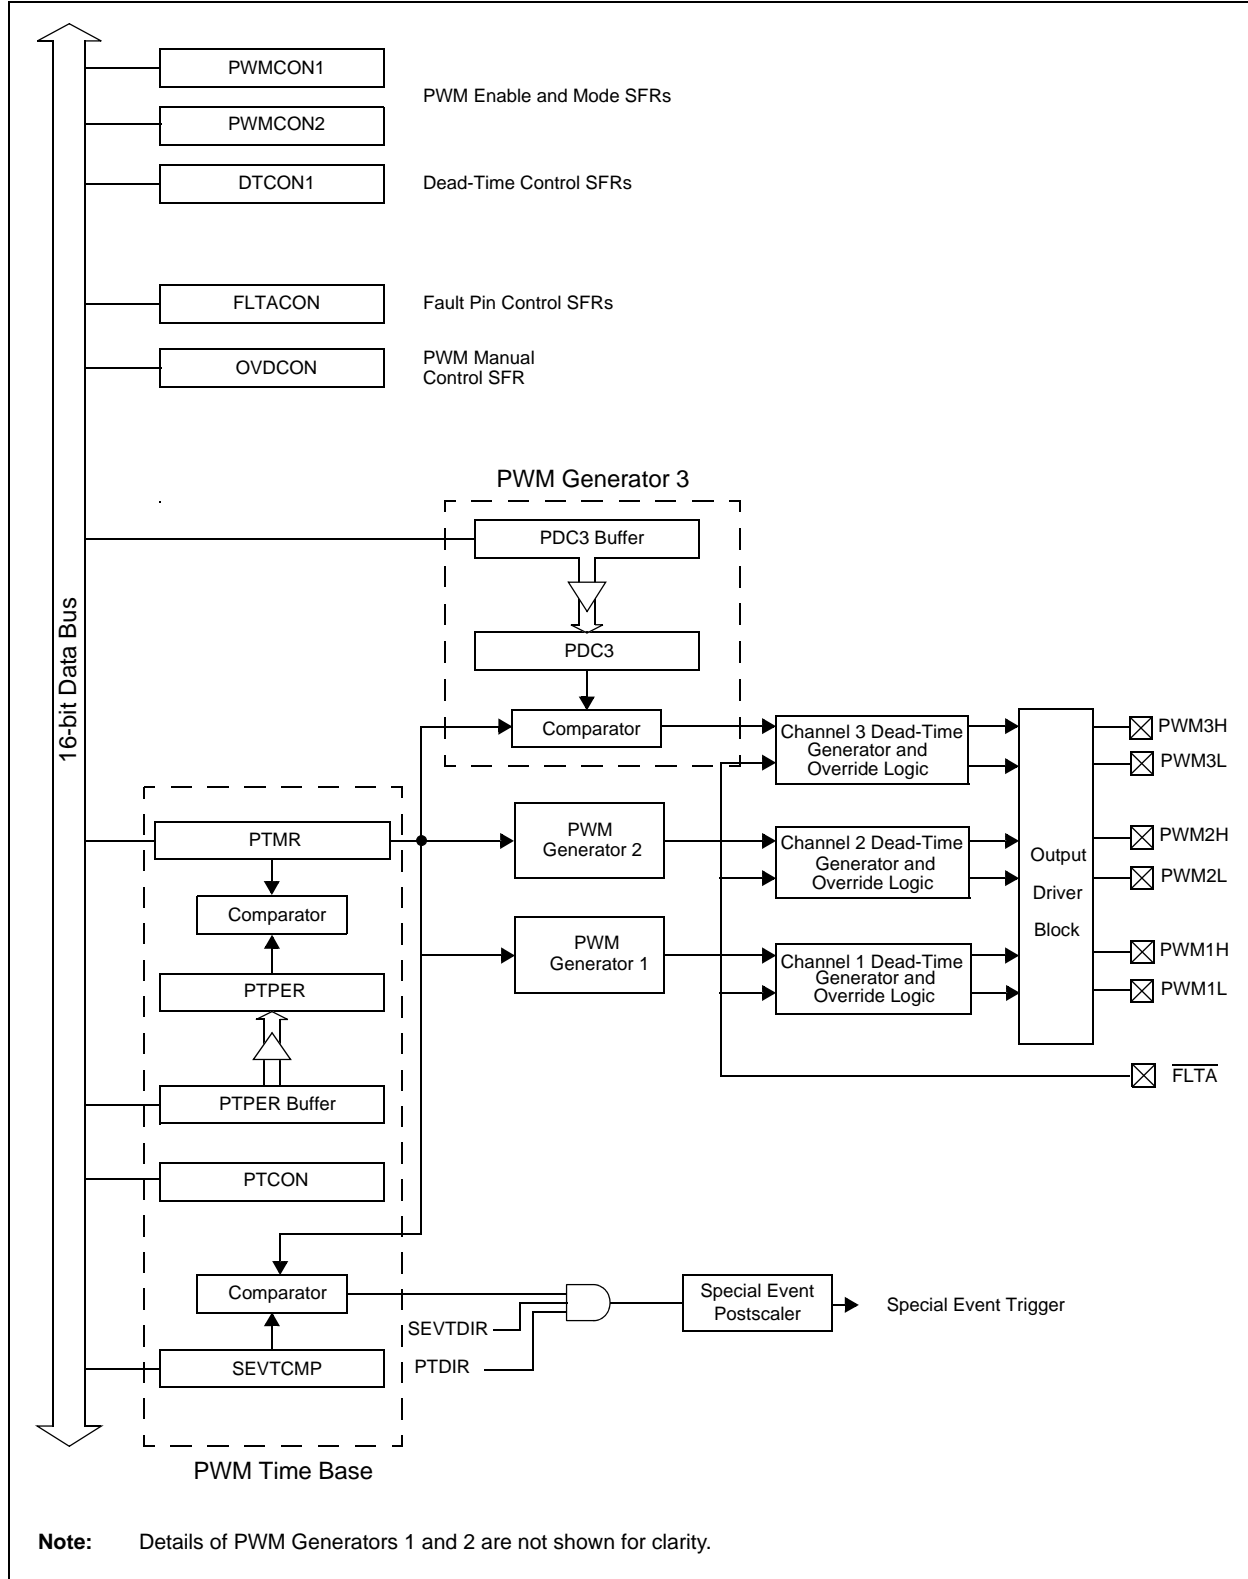 PWMCON1
PWM Enable and Mode SFRs
PWMCON2
DTCON1
Dead-Time Control SFRs
FLTACON
Fault Pin Control SFRs
OVDCON
PWM Manual
Control SFR
16-bit Data Bus
PWM Generator 3
PDC3 Buffer
PDC3
Comparator
Channel 3 Dead-Time
Generator and
Override Logic
PWM3H
PWM3L
PTMR
PWM
Generator 2
Channel 2 Dead-Time
Generator and
Override Logic
Output
Driver
Block
PWM2H
PWM2L
Comparator
PWM
Generator 1
Channel 1 Dead-Time
Generator and
Override Logic
PWM1H
PWM1L
PTPER
FLTA
PTPER Buffer
PTCON
Comparator
Special Event
Postscaler
Special Event Trigger
SEVTDIR
PTDIR
SEVTCMP
PWM Time Base
Note: Details of PWM Generators 1 and 2 are not shown for clarity.